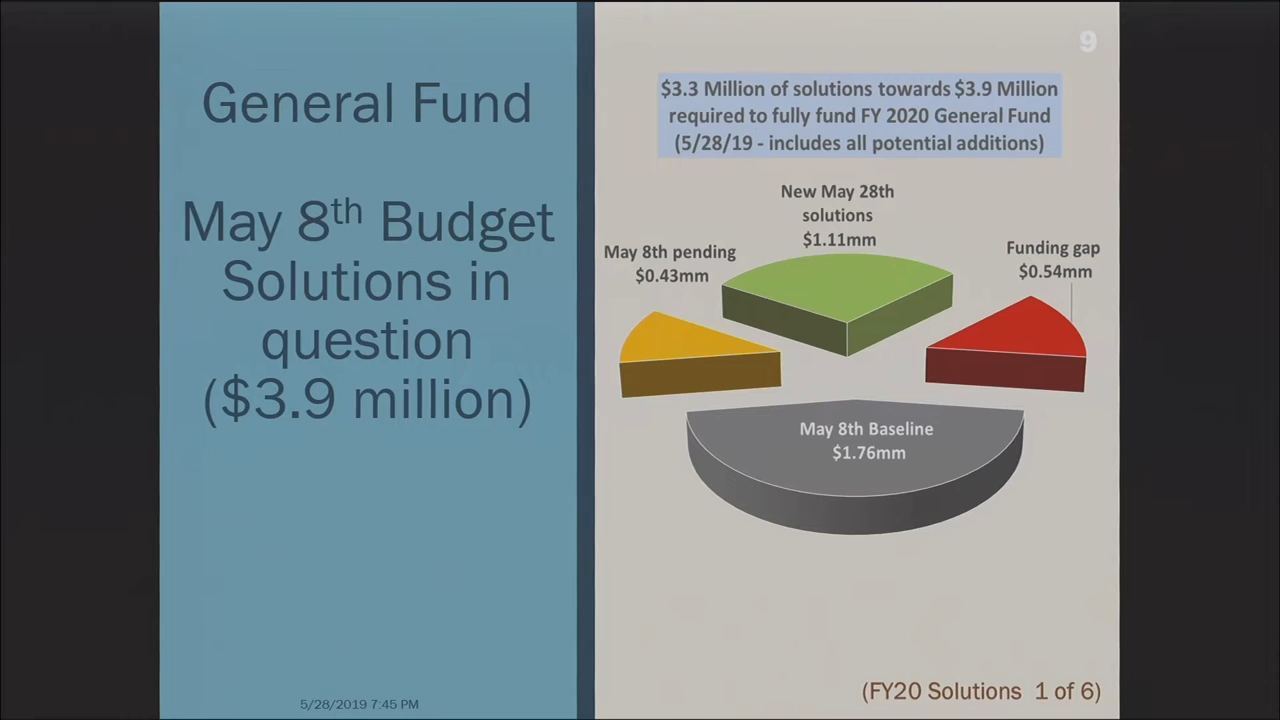 General Fund
May 8th Budget
Solutions in
question
($3.9 million)
5/28/2019 7:45 PM
9
$3.3 Million of solutions towards $3.9 Million
required to fully fund FY 2020 General Fund
(5/28/19 - includes all potential additions)
New May 28th
solutions
$1.11mm
May 8th pending
$0.43mm
Funding gap
$0.54mm
May 8th Baseline
$1.76mm
(FY20 Solutions 1 of 6)